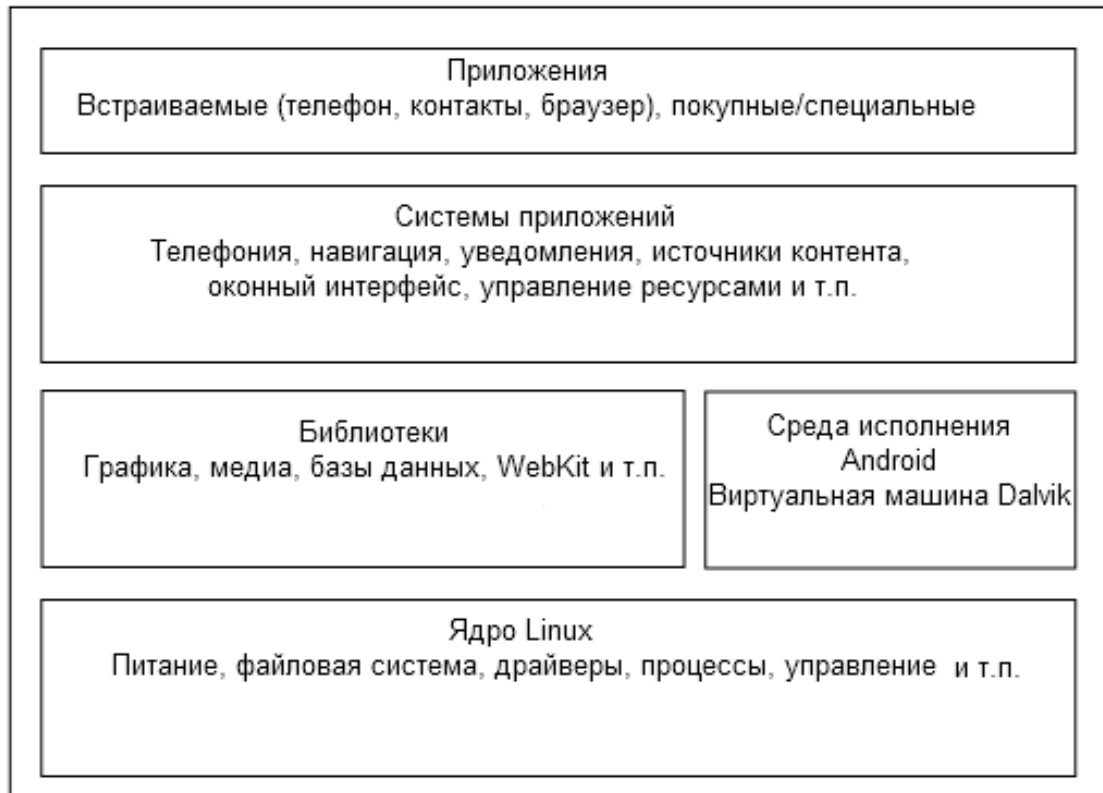 Приложения
Встраиваемые (телефон, контакты, браузер), покупные/специальные
Системы приложений
Телефония, навигация, уведомления, источники контента,
оконный интерфейс, управление ресурсами и т.п.
Библиотеки
Графика, медиа, базы данных, WebKit и т.п.
Среда исполнения
Android
Виртуальная машина Dalvik
Ядро Linux
Питание, файловая система, драйверы, процессы, управление и т.п.